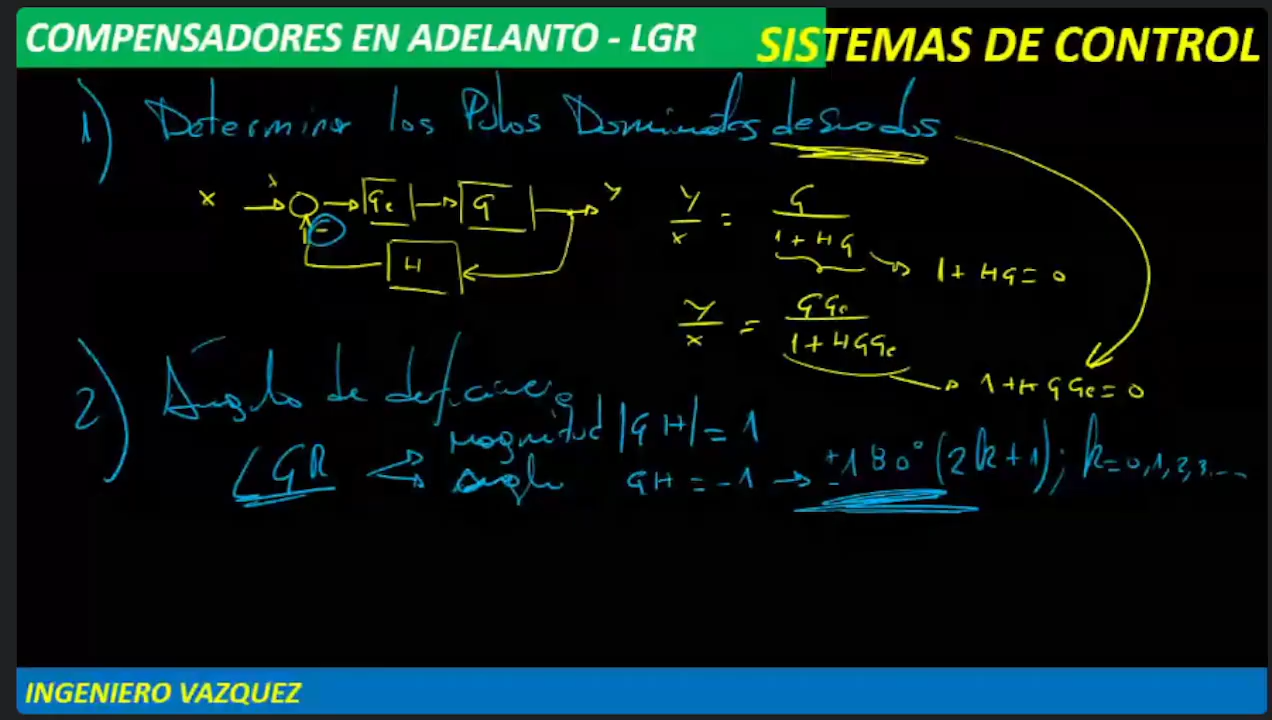 COMPENSADORES EN ADELANTO - LGR
SISTEMAS DE CONTROL
1) Determinar los Polos Dominantes deseados
x Gc G y
H
y/x = G/(1 + HG) → 1 + HG = 0
y/x = GGc/(1 + HGGc) → 1 + HGGc = 0
2) Ángulo de deficiencia
LGR magnitud |GH| = 1
angulo GH = -1 → ±180° (2k+1); k=0,1,2,3....
INGENIERO VAZQUEZ